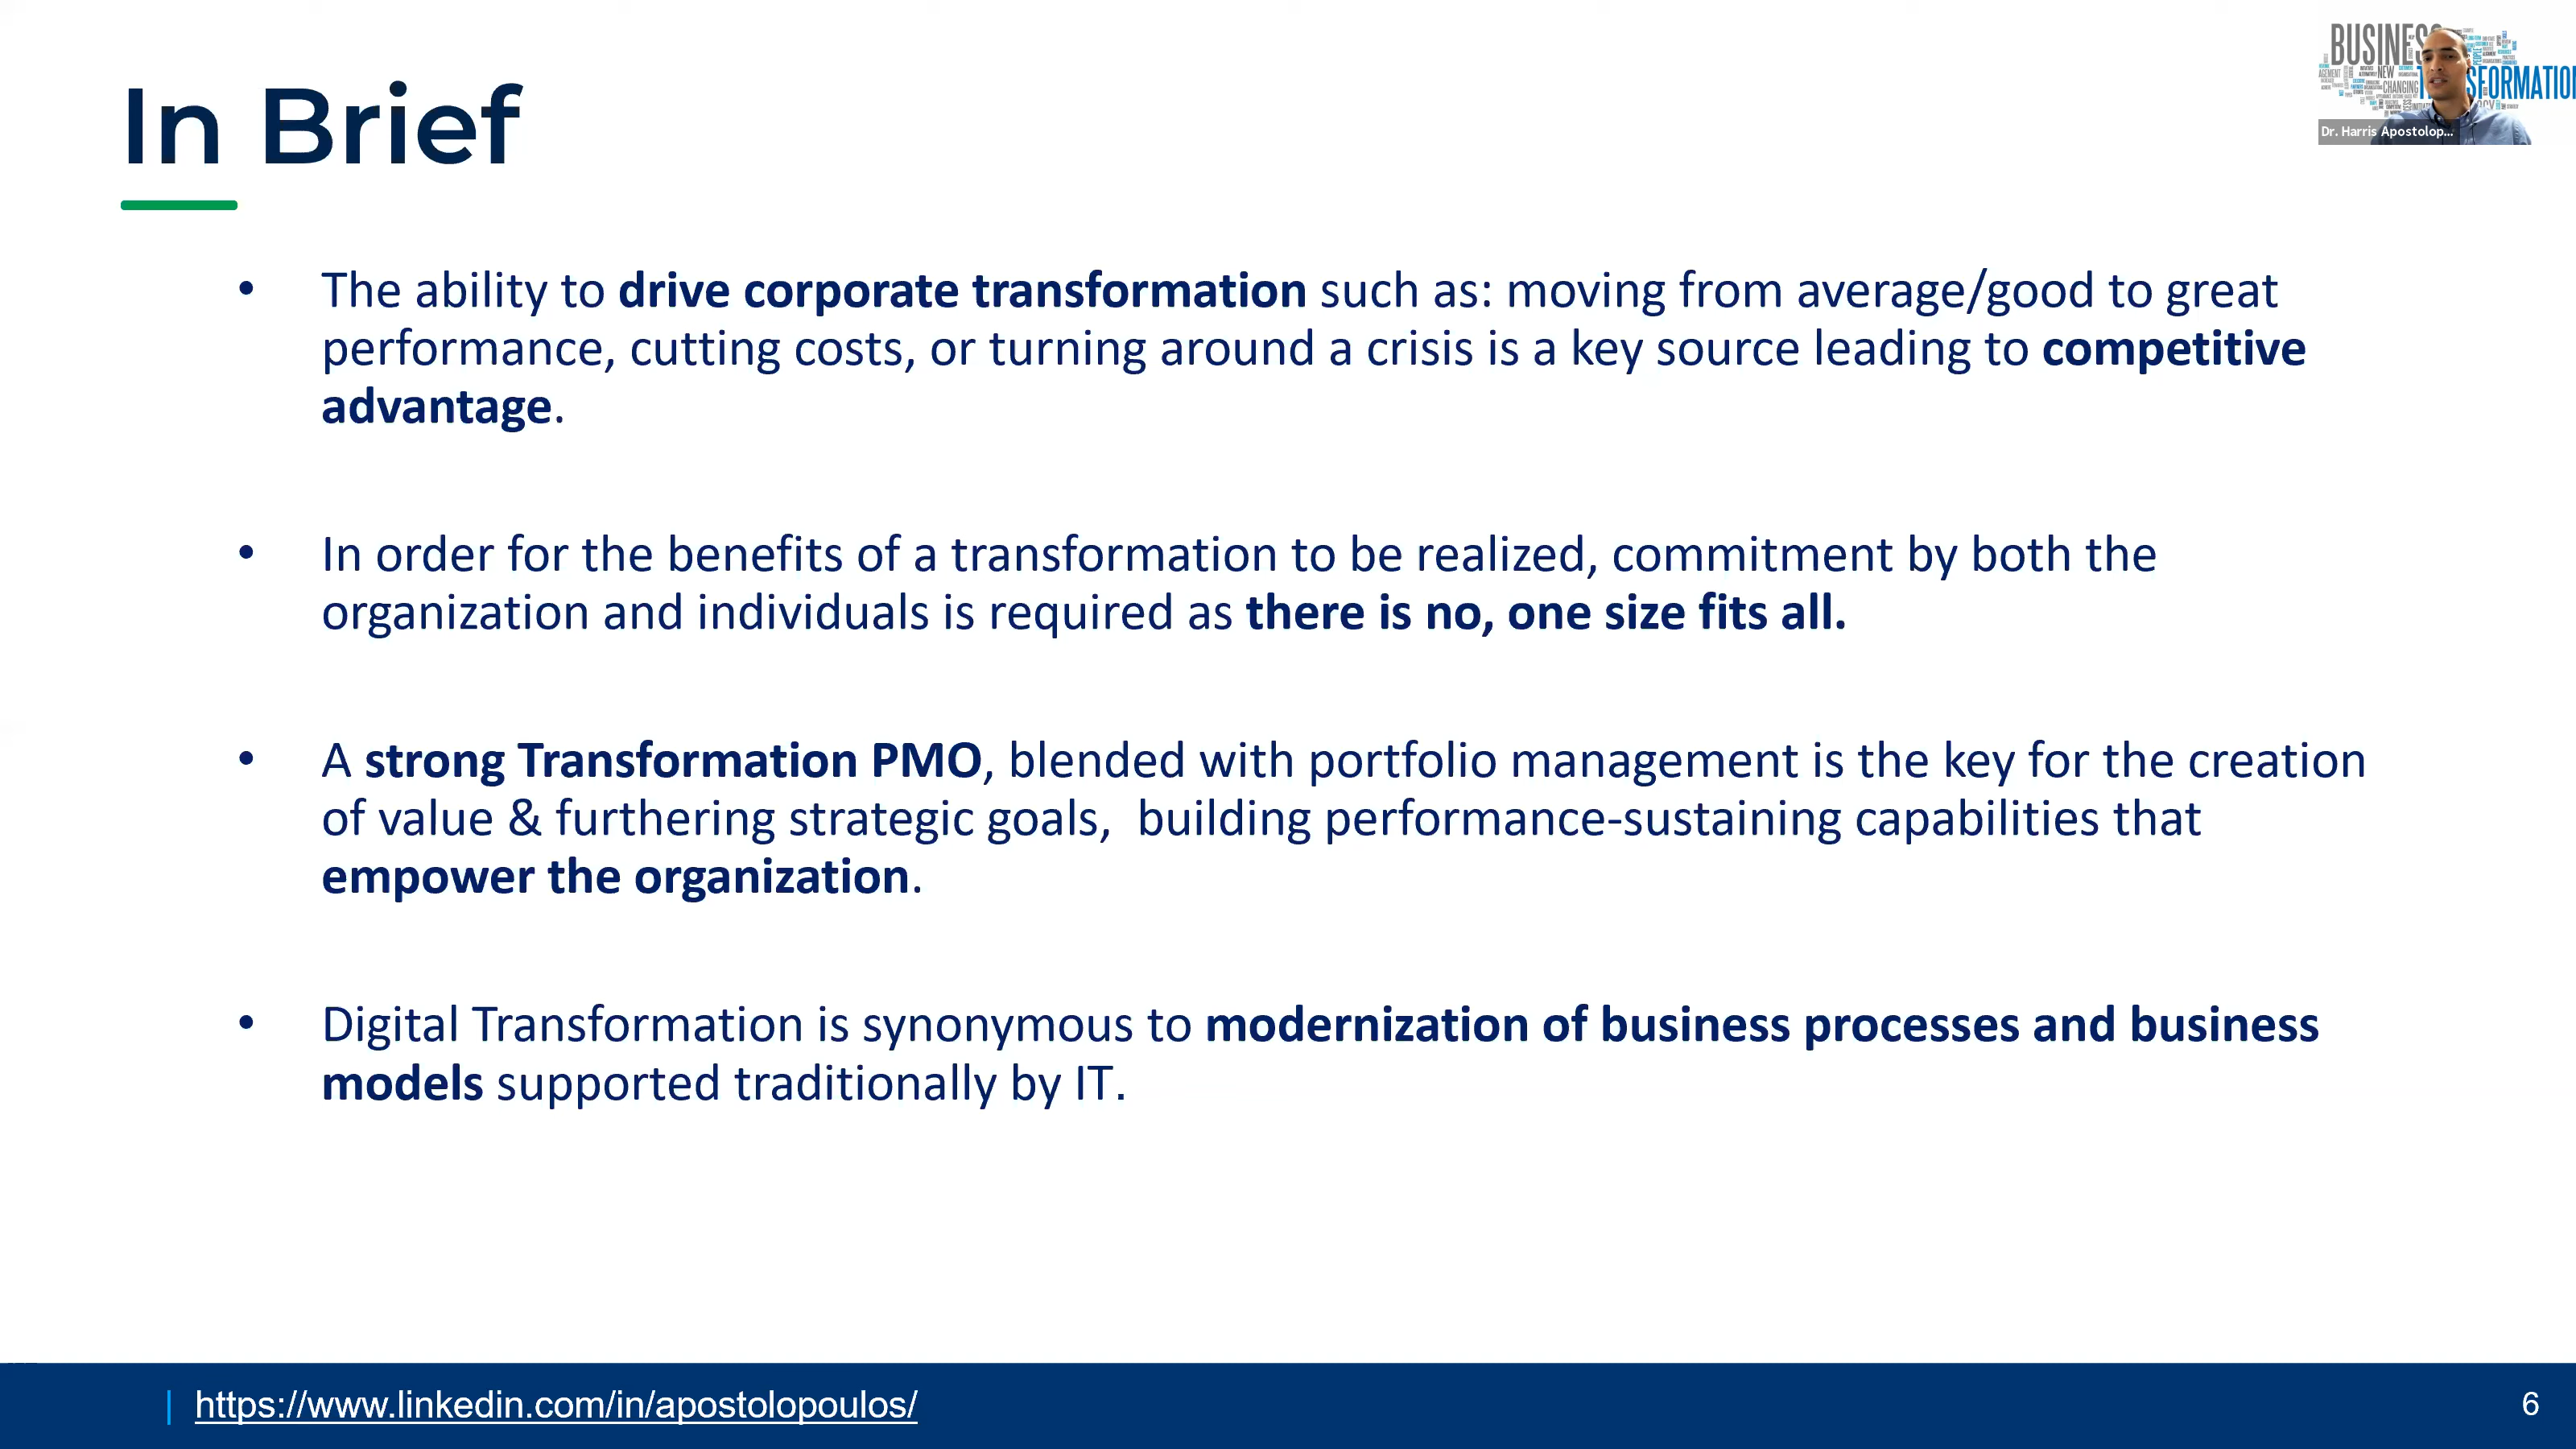 In Brief
BUSINESS
NEW
CHANGING
Dr. Harris Apostolop...
• The ability to drive corporate transformation such as: moving from average/good to great
performance, cutting costs, or turning around a crisis is a key source leading to competitive
advantage.
• In order for the benefits of a transformation to be realized, commitment by both the
organization and individuals is required as there is no, one size fits all.
• A strong Transformation PMO, blended with portfolio management is the key for the creation
of value & furthering strategic goals,  building performance-sustaining capabilities that
empower the organization.
• Digital Transformation is synonymous to modernization of business processes and business
models supported traditionally by IT.
| https://www.linkedin.com/in/apostolopoulos/
6